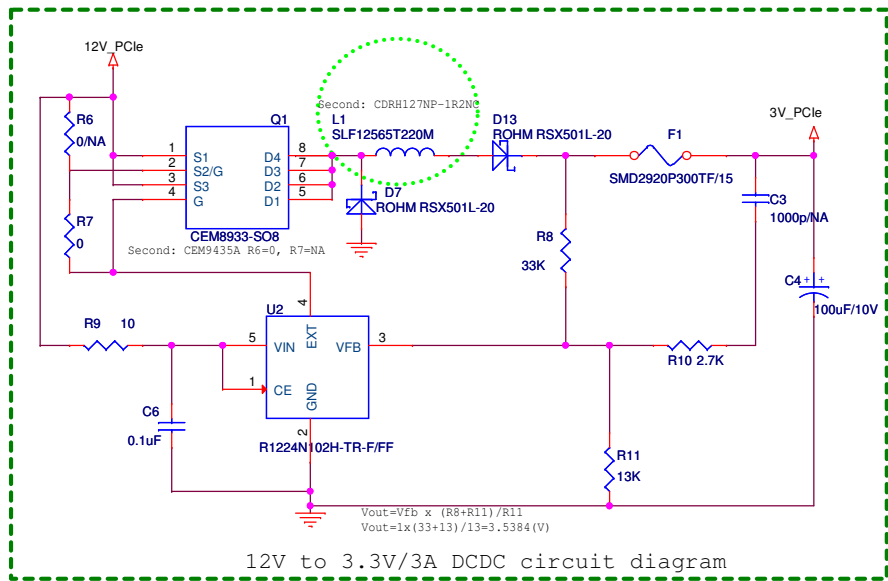 12V_PCIe
R6
0/NA
R7
0
Q1
1
2
3
4
S1
S2/G
S3
G
D4
D3
D2
D1
8
7
6
5
CEM8933-SO8
Second: CEM9435A R6=0, R7=NA
Second: CDRH127NP-1R2NC
L1
SLF12565T220M
D7
ROHM RSX501L-20
D13
ROHM RSX501L-20
F1
SMD2920P300TF/15
3V_PCIe
C3
1000p/NA
C4
+ +
100uF/10V
R8
33K
R9 10
U2
4
5
VIN
EXT
VFB
3
1
CE
GND
2
R1224N102H-TR-F/FF
C6
0.1uF
R10 2.7K
R11
13K
Vout=Vfb x (R8+R11)/R11
Vout=1x(33+13)/13=3.5384(V)
12V to 3.3V/3A DCDC circuit diagram